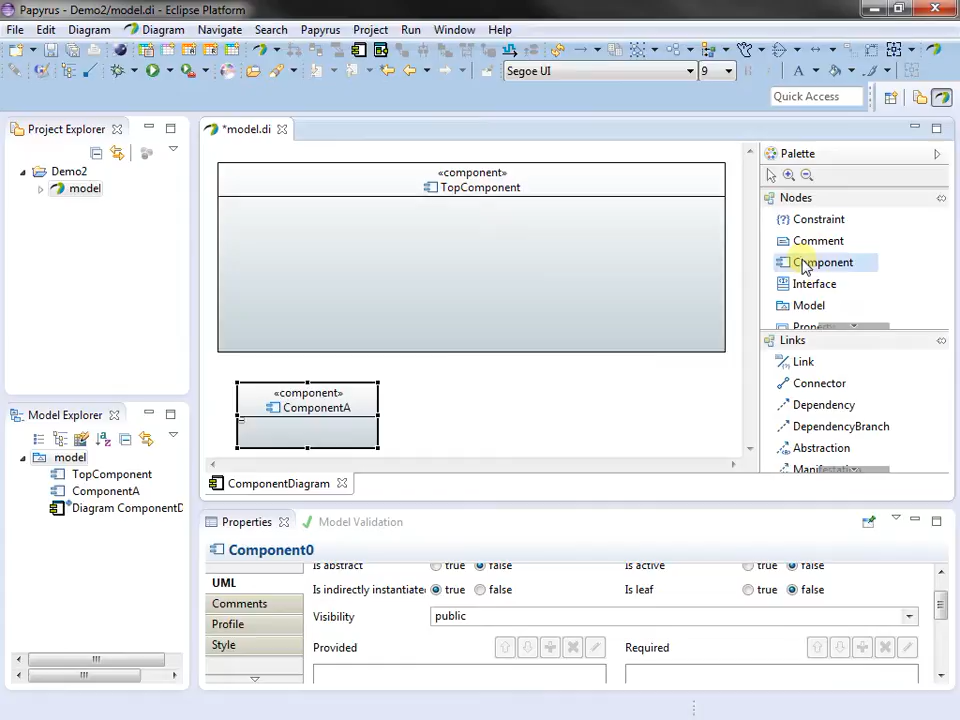 Papyrus - Demo2/model.di - Eclipse Platform
File Edit Diagram Diagram Navigate Search Papyrus Project Run Window Help
Segoe UI 9
Quick Access
Project Explorer
Demo2
model
*model.di
«component»
TopComponent
«component»
ComponentA
ComponentDiagram
Palette
Nodes
Constraint
Comment
Component
Interface
Model
Links
Link
Connector
Dependency
DependencyBranch
Abstraction
Model Explorer
model
TopComponent
ComponentA
Diagram ComponentD
Properties Model Validation
Component0
UML
Comments
Profile
Style
Is abstract true false Is active true false
Is indirectly instantiate true false Is leaf true false
Visibility public
Provided Required